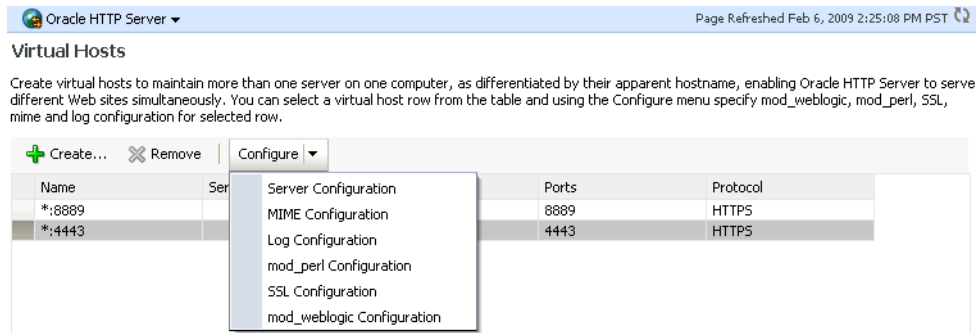 Oracle HTTP Server
Page Refreshed Feb 6, 2009 2:25:08 PM PST
Virtual Hosts
Create virtual hosts to maintain more than one server on one computer, as differentiated by their apparent hostname, enabling Oracle HTTP Server to serve
different Web sites simultaneously. You can select a virtual host row from the table and using the Configure menu specify mod_weblogic, mod_perl, SSL,
mime and log configuration for selected row.
Create... Remove Configure
Name Ser Ports Protocol
*:8889 8889 HTTPS
*:4443 4443 HTTPS
Server Configuration
MIME Configuration
Log Configuration
mod_perl Configuration
SSL Configuration
mod_weblogic Configuration